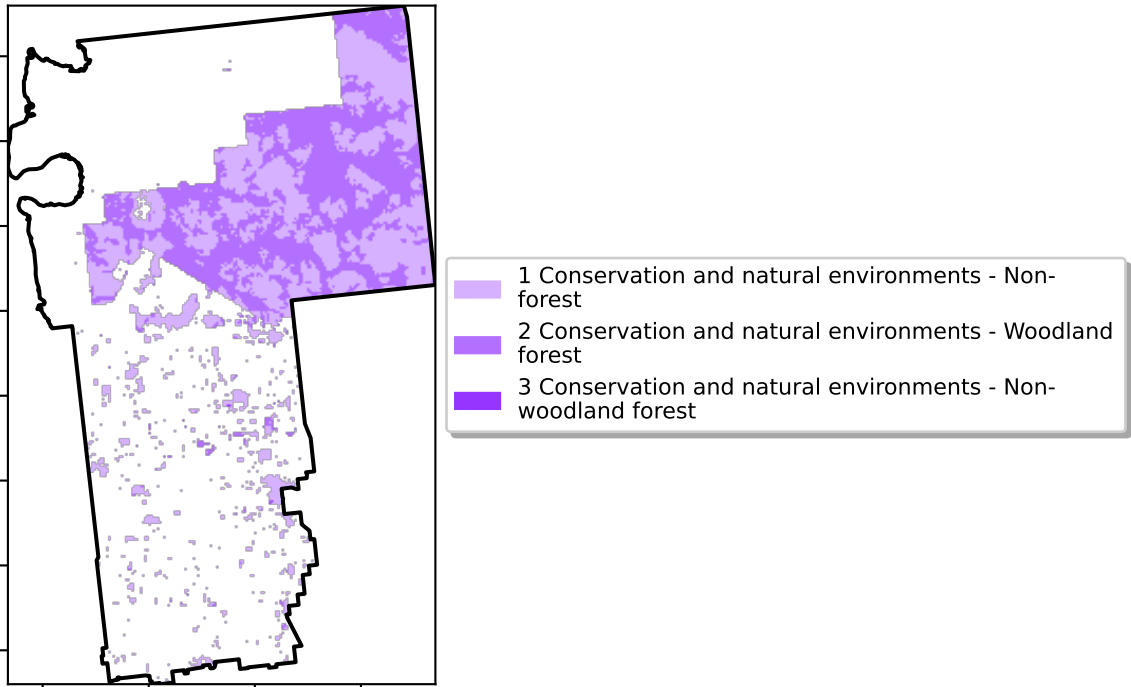 1 Conservation and natural environments - Non-
forest
2 Conservation and natural environments - Woodland
forest
3 Conservation and natural environments - Non-
woodland forest